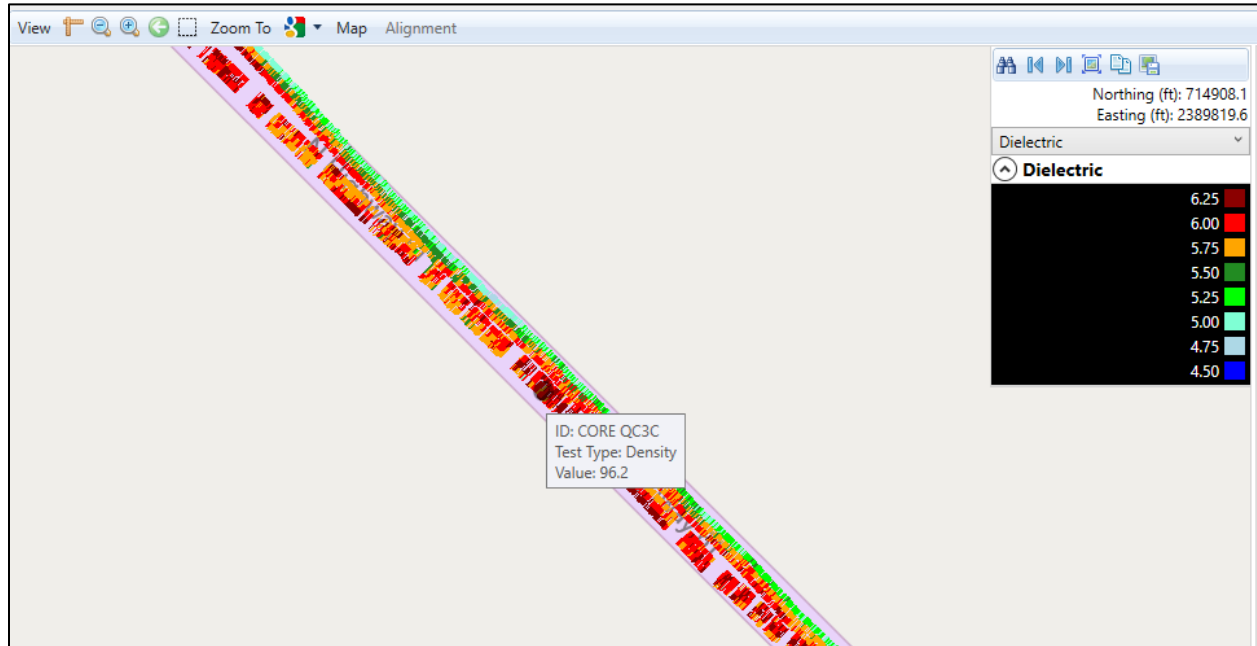 View Zoom To Map Alignment
Northing (ft): 714908.1
Easting (ft): 2389819.6
Dielectric
Dielectric
6.25
6.00
5.75
5.50
5.25
5.00
4.75
4.50
ID: CORE QC3C
Test Type: Density
Value: 96.2